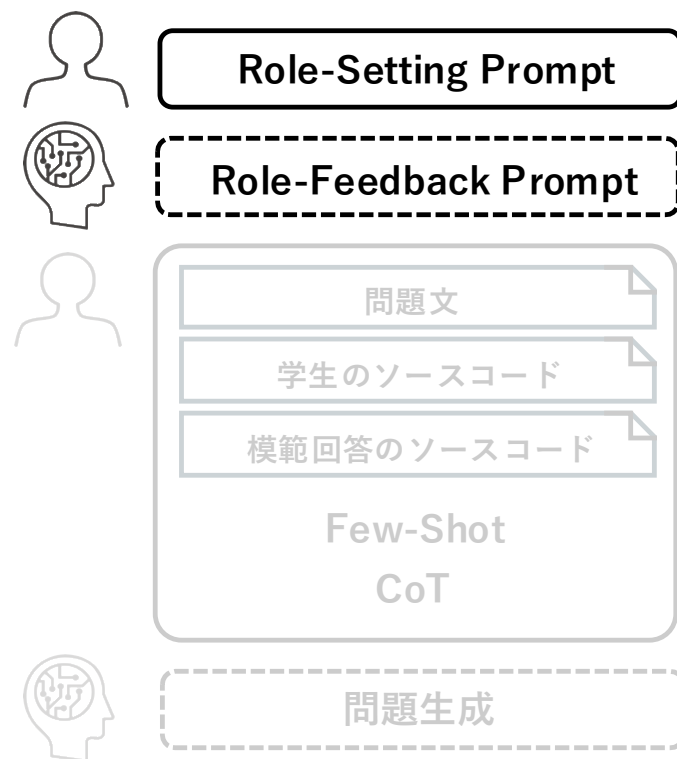 Role-Setting Prompt
Role-Feedback Prompt
問題文
学生のソースコード
模範回答のソースコード
Few-Shot
CoT
問題生成